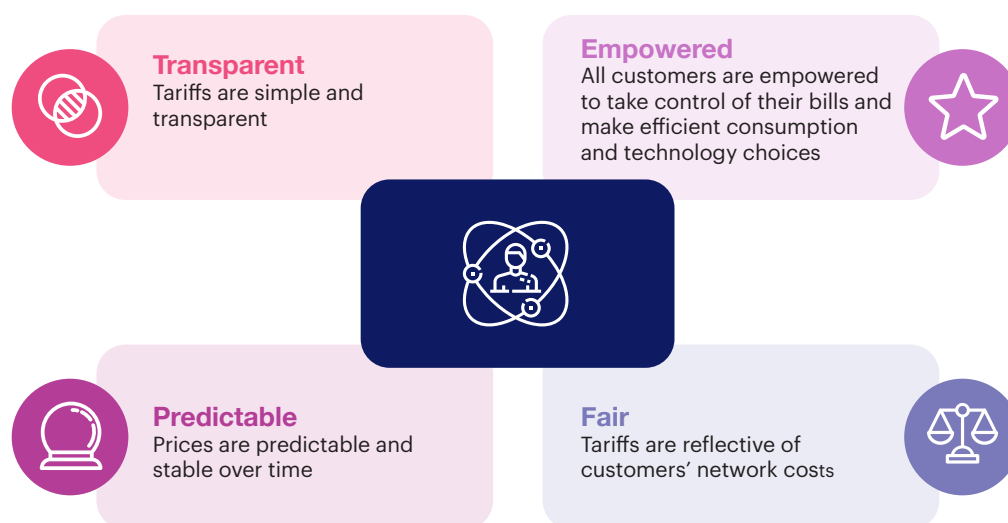 Transparent
Tariffs are simple and
transparent
Empowered
All customers are empowered
to take control of their bills and
make efficient consumption
and technology choices
Predictable
Prices are predictable and
stable over time
Fair
Tariffs are reflective of
customers’ network costs